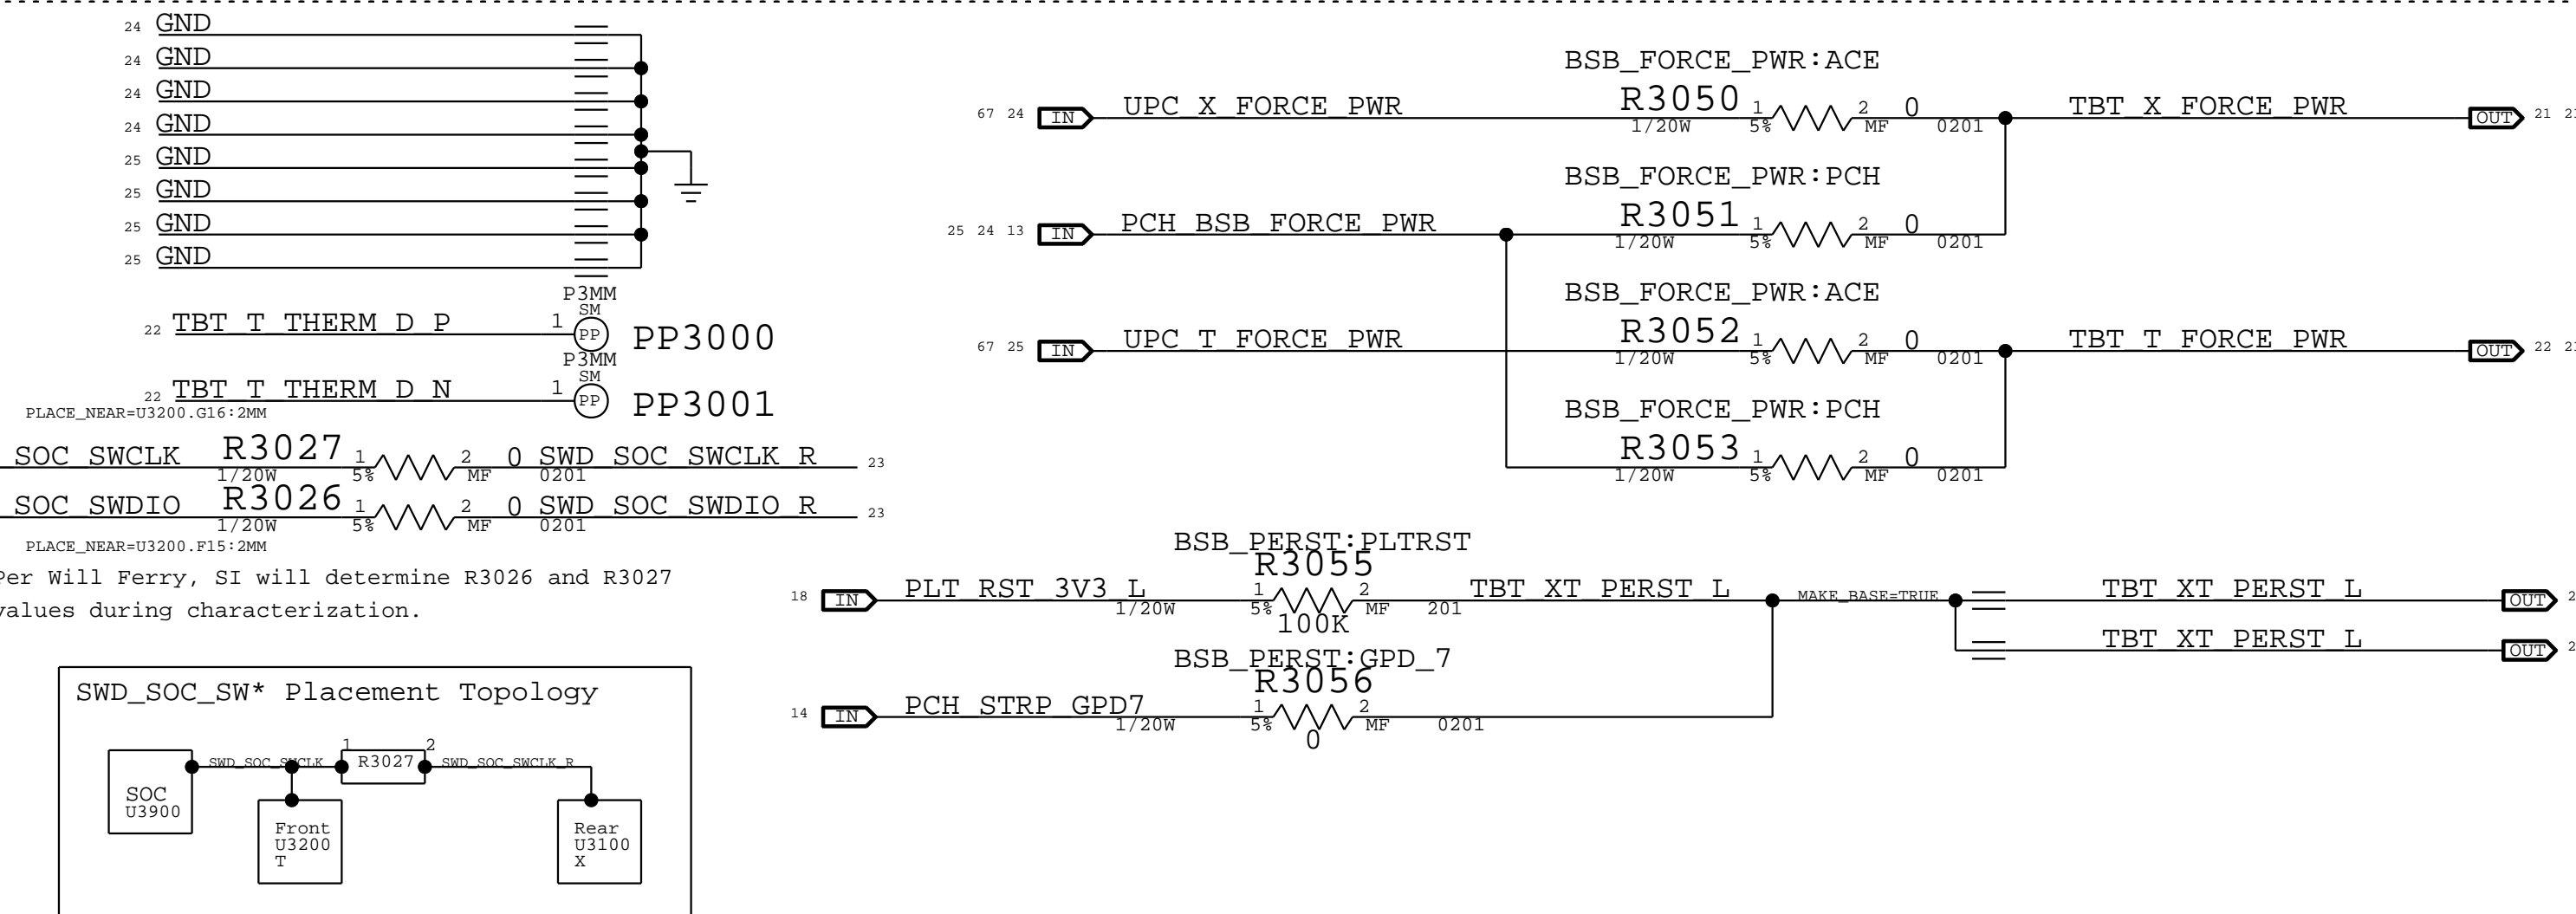 24 GND
24 GND
24 GND
24 GND
25 GND
25 GND
25 GND
25 GND
P3MM
SM
22 TBT_T_THERM_D_P 1 PP PP3000
P3MM
SM
22 TBT_T_THERM_D_N 1 PP PP3001
PLACE_NEAR=U3200.G16:2MM
SOC_SWCLK R3027 1 2 0 SWD_SOC_SWCLK_R 23
1/20W 5% MF 0201
SOC_SWDIO R3026 1 2 0 SWD_SOC_SWDIO_R 23
1/20W 5% MF 0201
PLACE_NEAR=U3200.F15:2MM
Per Will Ferry, SI will determine R3026 and R3027
values during characterization.
SWD_SOC_SW* Placement Topology
1 2
SWD_SOC_SWCLK R3027 SWD_SOC_SWCLK_R
SOC
U3900
Front
U3200
T
Rear
U3100
X
BSB_FORCE_PWR:ACE
67 24 IN UPC_X_FORCE_PWR R3050 1 2 0 TBT_X_FORCE_PWR OUT 21
1/20W 5% MF 0201
BSB_FORCE_PWR:PCH
25 24 13 IN PCH_BSB_FORCE_PWR R3051 1 2 0
1/20W 5% MF 0201
BSB_FORCE_PWR:ACE
67 25 IN UPC_T_FORCE_PWR R3052 1 2 0 TBT_T_FORCE_PWR OUT 22
1/20W 5% MF 0201
BSB_FORCE_PWR:PCH
R3053 1 2 0
1/20W 5% MF 0201
BSB_PERST:PLTRST
R3055
18 IN PLT_RST_3V3_L 1 2 TBT_XT_PERST_L MAKE_BASE=TRUE TBT_XT_PERST_L OUT
1/20W 5% MF 201
100K
TBT_XT_PERST_L OUT
BSB_PERST:GPD_7
R3056
14 IN PCH_STRP_GPD7 1 2
1/20W 5% MF 0201
0